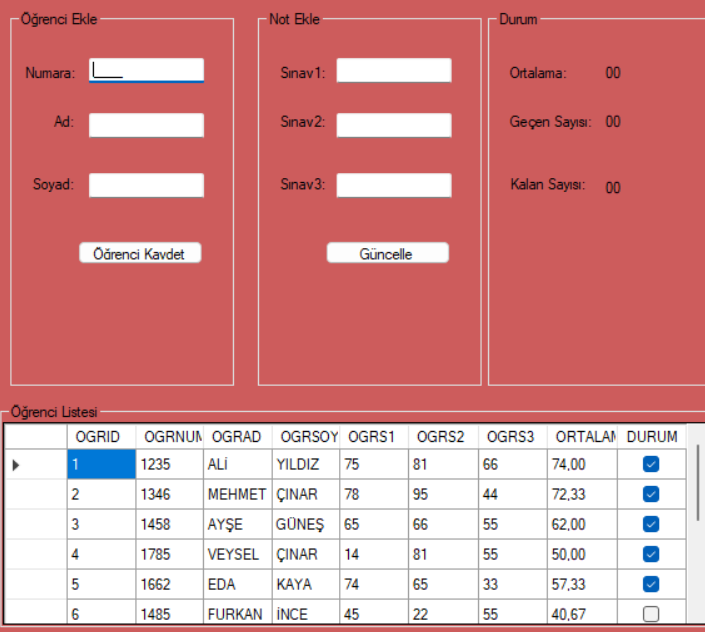 Öğrenci Ekle
Numara: ____
Ad:
Soyad:
Öğrenci Kaydet
Not Ekle
Sınav1:
Sınav2:
Sınav3:
Güncelle
Durum
Ortalama: 00
Geçen Sayısı: 00
Kalan Sayısı: 00
Öğrenci Listesi
OGRID OGRNUM OGRAD OGRSOY OGRS1 OGRS2 OGRS3 ORTALAM DURUM
1 1235 ALİ YILDIZ 75 81 66 74,00
2 1346 MEHMET ÇINAR 78 95 44 72,33
3 1458 AYŞE GÜNEŞ 65 66 55 62,00
4 1785 VEYSEL ÇINAR 14 81 55 50,00
5 1662 EDA KAYA 74 65 33 57,33
6 1485 FURKAN İNCE 45 22 55 40,67